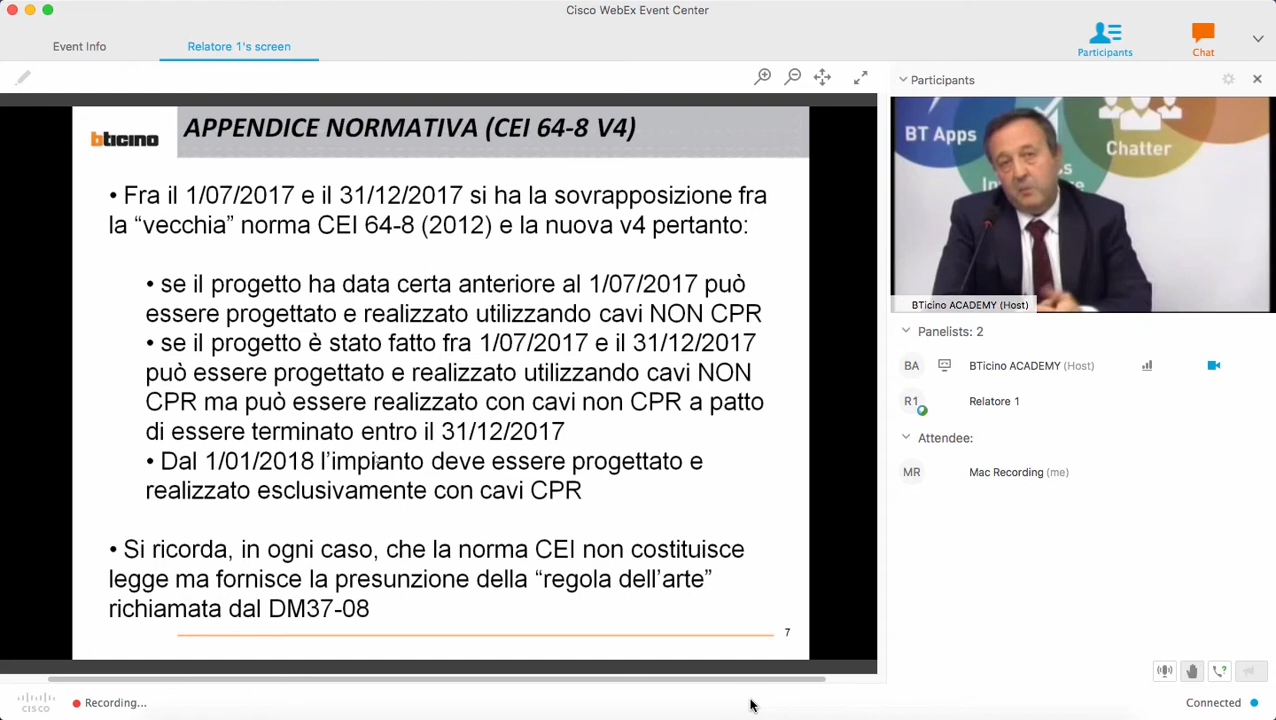 Cisco WebEx Event Center
Event Info
Relatore 1's screen
Participants
Chat
Participants
bticino
APPENDICE NORMATIVA (CEI 64-8 V4)
• Fra il 1/07/2017 e il 31/12/2017 si ha la sovrapposizione fra
la “vecchia” norma CEI 64-8 (2012) e la nuova v4 pertanto:
• se il progetto ha data certa anteriore al 1/07/2017 può
essere progettato e realizzato utilizzando cavi NON CPR
• se il progetto è stato fatto fra 1/07/2017 e il 31/12/2017
può essere progettato e realizzato utilizzando cavi NON
CPR ma può essere realizzato con cavi non CPR a patto
di essere terminato entro il 31/12/2017
• Dal 1/01/2018 l’impianto deve essere progettato e
realizzato esclusivamente con cavi CPR
• Si ricorda, in ogni caso, che la norma CEI non costituisce
legge ma fornisce la presunzione della “regola dell’arte”
richiamata dal DM37-08
7
BT Apps
Chatter
BTicino ACADEMY (Host)
Panelists: 2
BA BTicino ACADEMY (Host)
R1 Relatore 1
Attendee:
MR Mac Recording (me)
CISCO
Recording...
Connected